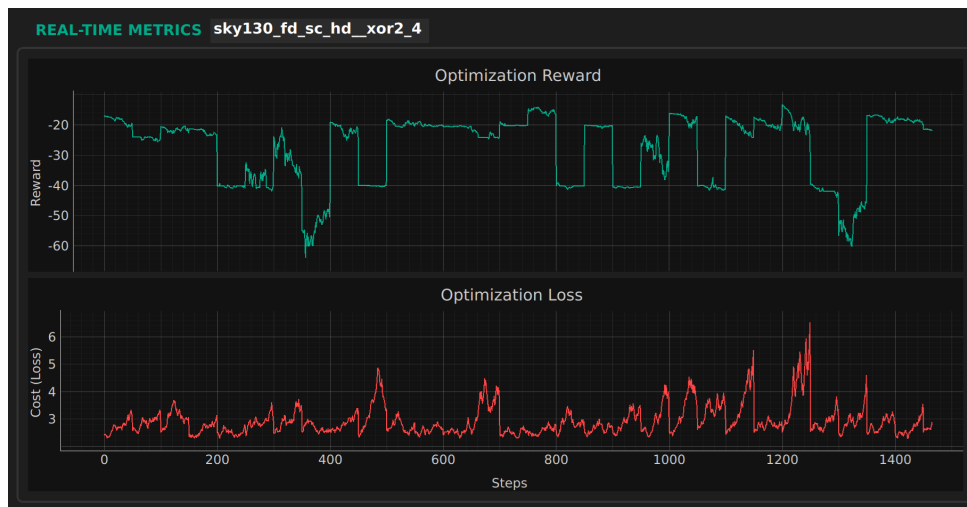 REAL-TIME METRICS sky130_fd_sc_hd__xor2_4
Optimization Reward
-20
-30
-40
-50
-60
Reward
Optimization Loss
6
5
4
3
Cost (Loss)
0 200 400 600 800 1000 1200 1400
Steps